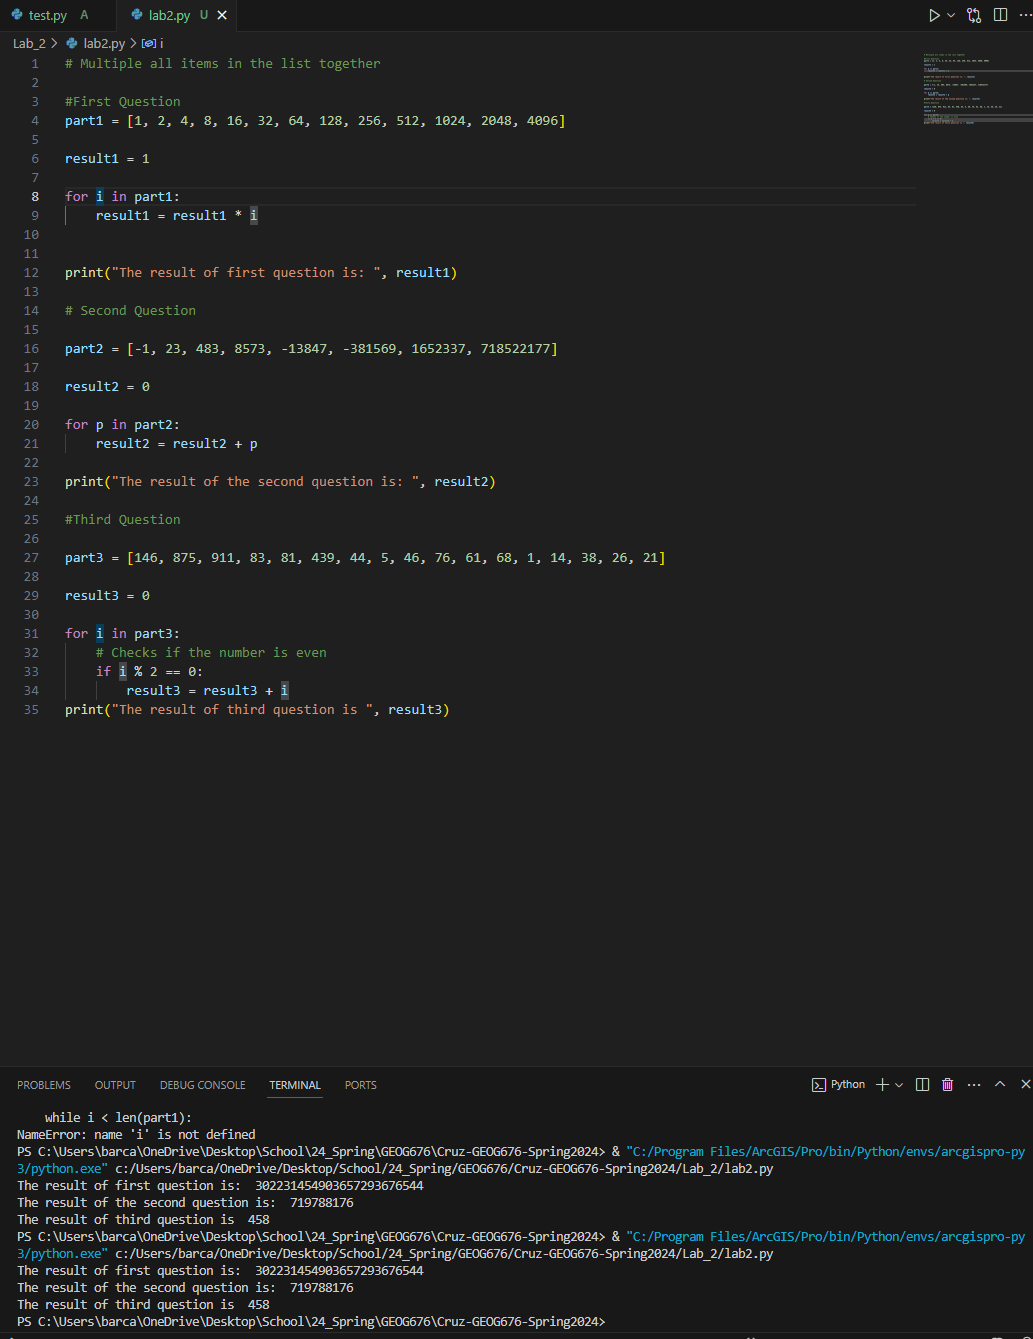 test.py A
lab2.py U
Lab_2 > lab2.py > i
1 # Multiple all items in the list together
2
3 #First Question
4 part1 = [1, 2, 4, 8, 16, 32, 64, 128, 256, 512, 1024, 2048, 4096]
5
6 result1 = 1
7
8 for i in part1:
9     result1 = result1 * i
10
11
12 print("The result of first question is: ", result1)
13
14 # Second Question
15
16 part2 = [-1, 23, 483, 8573, -13847, -381569, 1652337, 718522177]
17
18 result2 = 0
19
20 for p in part2:
21     result2 = result2 + p
22
23 print("The result of the second question is: ", result2)
24
25 #Third Question
26
27 part3 = [146, 875, 911, 83, 81, 439, 44, 5, 46, 76, 61, 68, 1, 14, 38, 26, 21]
28
29 result3 = 0
30
31 for i in part3:
32     # Checks if the number is even
33     if i % 2 == 0:
34         result3 = result3 + i
35 print("The result of third question is ", result3)
PROBLEMS OUTPUT DEBUG CONSOLE TERMINAL PORTS Python
    while i < len(part1):
NameError: name 'i' is not defined
PS C:\Users\barca\OneDrive\Desktop\School\24_Spring\GEOG676\Cruz-GEOG676-Spring2024> & "C:/Program Files/ArcGIS/Pro/bin/Python/envs/arcgispro-py
3/python.exe" c:/Users/barca/OneDrive/Desktop/School/24_Spring/GEOG676/Cruz-GEOG676-Spring2024/Lab_2/lab2.py
The result of first question is:  302231454903657293676544
The result of the second question is:  719788176
The result of third question is  458
PS C:\Users\barca\OneDrive\Desktop\School\24_Spring\GEOG676\Cruz-GEOG676-Spring2024> & "C:/Program Files/ArcGIS/Pro/bin/Python/envs/arcgispro-py
3/python.exe" c:/Users/barca/OneDrive/Desktop/School/24_Spring/GEOG676/Cruz-GEOG676-Spring2024/Lab_2/lab2.py
The result of first question is:  302231454903657293676544
The result of the second question is:  719788176
The result of third question is  458
PS C:\Users\barca\OneDrive\Desktop\School\24_Spring\GEOG676\Cruz-GEOG676-Spring2024>